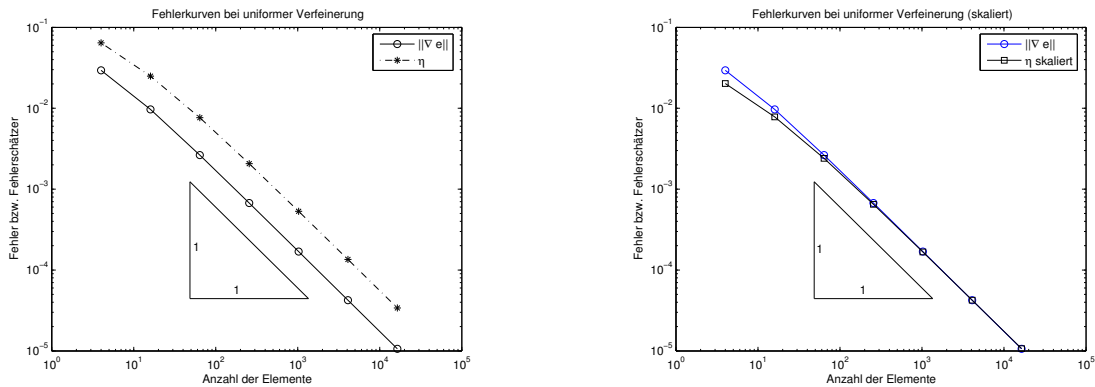 Fehlerkurven bei uniformer Verfeinerung
10^-1
10^-2
10^-3
10^-4
10^-5
Fehler bzw. Fehlerschätzer
||∇ e||
η
1
1
10^0
10^1
10^2
10^3
10^4
10^5
Anzahl der Elemente
Fehlerkurven bei uniformer Verfeinerung (skaliert)
10^-1
10^-2
10^-3
10^-4
10^-5
Fehler bzw. Fehlerschätzer
||∇ e||
η skaliert
1
1
10^0
10^1
10^2
10^3
10^4
10^5
Anzahl der Elemente